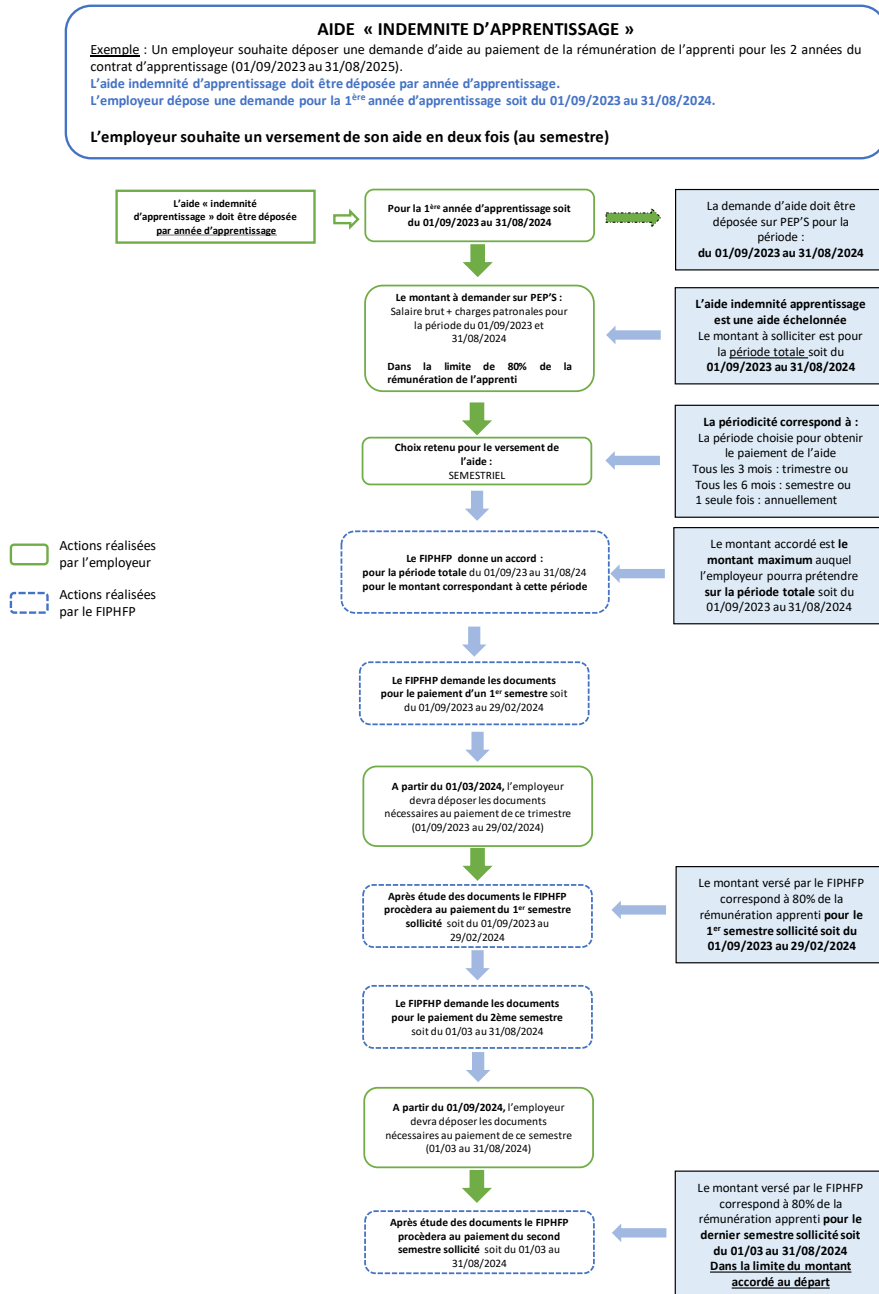 AIDE « INDEMNITE D'APPRENTISSAGE »
Exemple : Un employeur souhaite déposer une demande d'aide au paiement de la rémunération de l'apprenti pour les 2 années du
contrat d'apprentissage (01/09/2023 au 31/08/2025).
L'aide indemnité d'apprentissage doit être déposée par année d'apprentissage.
L'employeur dépose une demande pour la 1ère année d'apprentissage soit du 01/09/2023 au 31/08/2024.
L'employeur souhaite un versement de son aide en deux fois (au semestre)
L'aide « indemnité
d'apprentissage » doit être déposée
par année d'apprentissage
Pour la 1ère année d'apprentissage soit
du 01/09/2023 au 31/08/2024
La demande d'aide doit être
déposée sur PEP'S pour la
période :
du 01/09/2023 au 31/08/2024
Le montant à demander sur PEP'S :
Salaire brut + charges patronales pour
la période du 01/09/2023 et
31/08/2024
Dans la limite de 80% de la
rémunération de l'apprenti
L'aide indemnité apprentissage
est une aide échelonnée
Le montant à solliciter est pour
la période totale soit du
01/09/2023 au 31/08/2024
Choix retenu pour le versement de
l'aide :
SEMESTRIEL
La périodicité correspond à :
La période choisie pour obtenir
le paiement de l'aide
Tous les 3 mois : trimestre ou
Tous les 6 mois : semestre ou
1 seule fois : annuellement
Actions réalisées
par l'employeur
Actions réalisées
par le FIPHFP
Le FIPHFP donne un accord :
pour la période totale du 01/09/23 au 31/08/24
pour le montant correspondant à cette période
Le montant accordé est le
montant maximum auquel
l'employeur pourra prétendre
sur la période totale soit du
01/09/2023 au 31/08/2024
Le FIPFHP demande les documents
pour le paiement d'un 1er semestre soit
du 01/09/2023 au 29/02/2024
A partir du 01/03/2024, l'employeur
devra déposer les documents
nécessaires au paiement de ce trimestre
(01/09/2023 au 29/02/2024)
Après étude des documents le FIPHFP
procèdera au paiement du 1er semestre
sollicité soit du 01/09/2023 au
29/02/2024
Le montant versé par le FIPHFP
correspond à 80% de la
rémunération apprenti pour le
1er semestre sollicité soit du
01/09/2023 au 29/02/2024
Le FIPFHP demande les documents
pour le paiement du 2ème semestre
soit du 01/03 au 31/08/2024
A partir du 01/09/2024, l'employeur
devra déposer les documents
nécessaires au paiement de ce semestre
(01/03 au 31/08/2024)
Après étude des documents le FIPHFP
procèdera au paiement du second
semestre sollicité soit du 01/03 au
31/08/2024
Le montant versé par le FIPHFP
correspond à 80% de la
rémunération apprenti pour le
dernier semestre sollicité soit
du 01/03 au 31/08/2024
Dans la limite du montant
accordé au départ